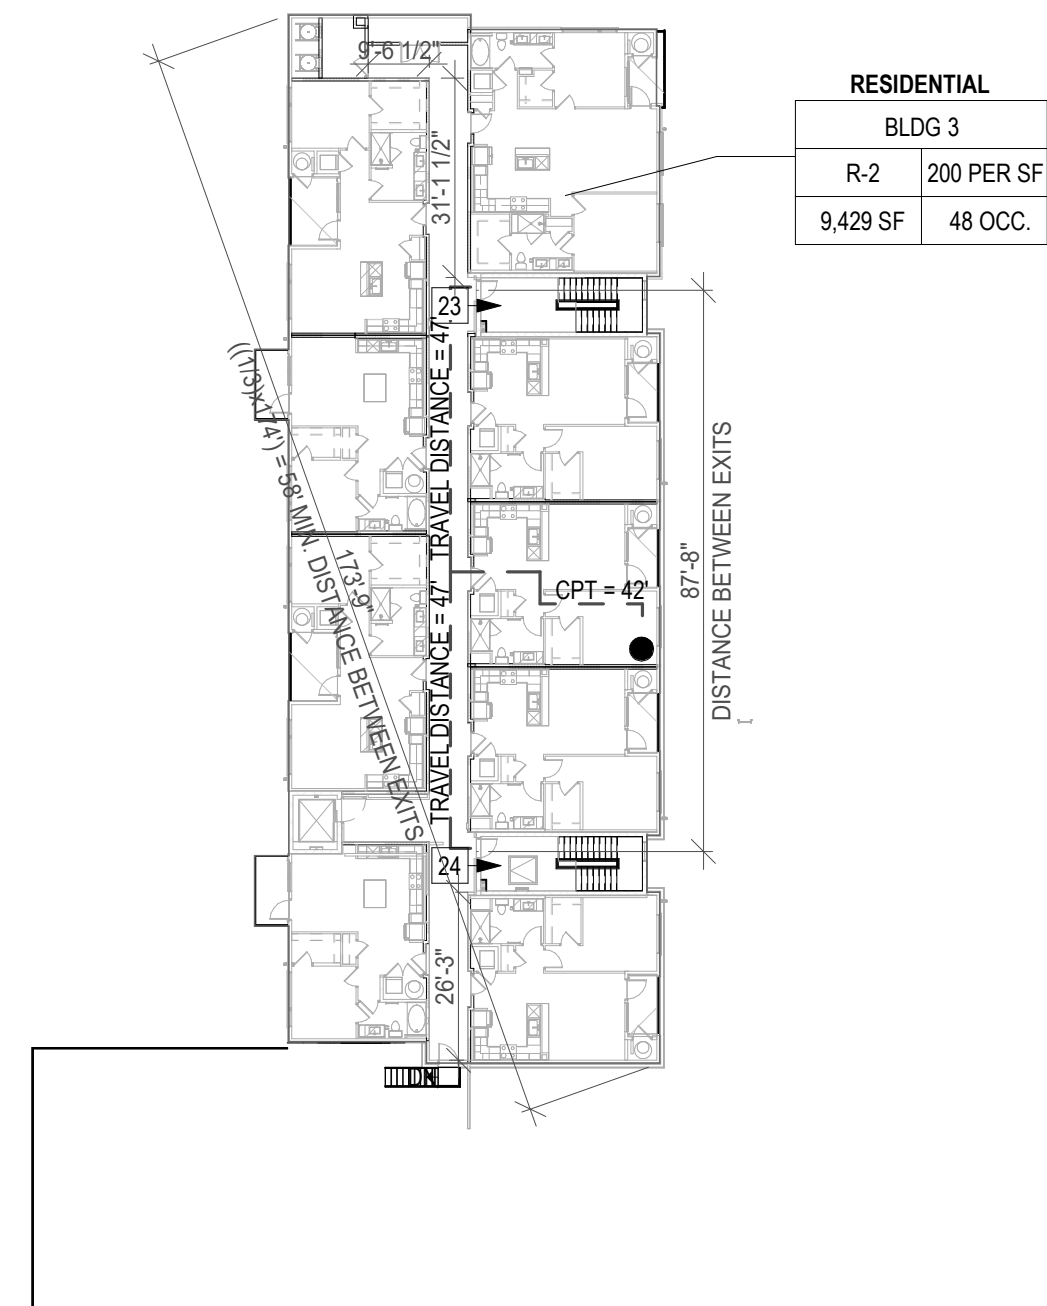 9'-6 1/2"
31'-1 1/2"
RESIDENTIAL
BLDG 3
R-2 200 PER SF
9,429 SF 48 OCC.
23
TRAVEL DISTANCE = 47'
((1/3)x174') = 58' MIN. DISTANCE BETWEEN EXITS
173'-9"
CPT = 42'
87'-8"
DISTANCE BETWEEN EXITS
TRAVEL DISTANCE = 47'
24
26'-3"
DN